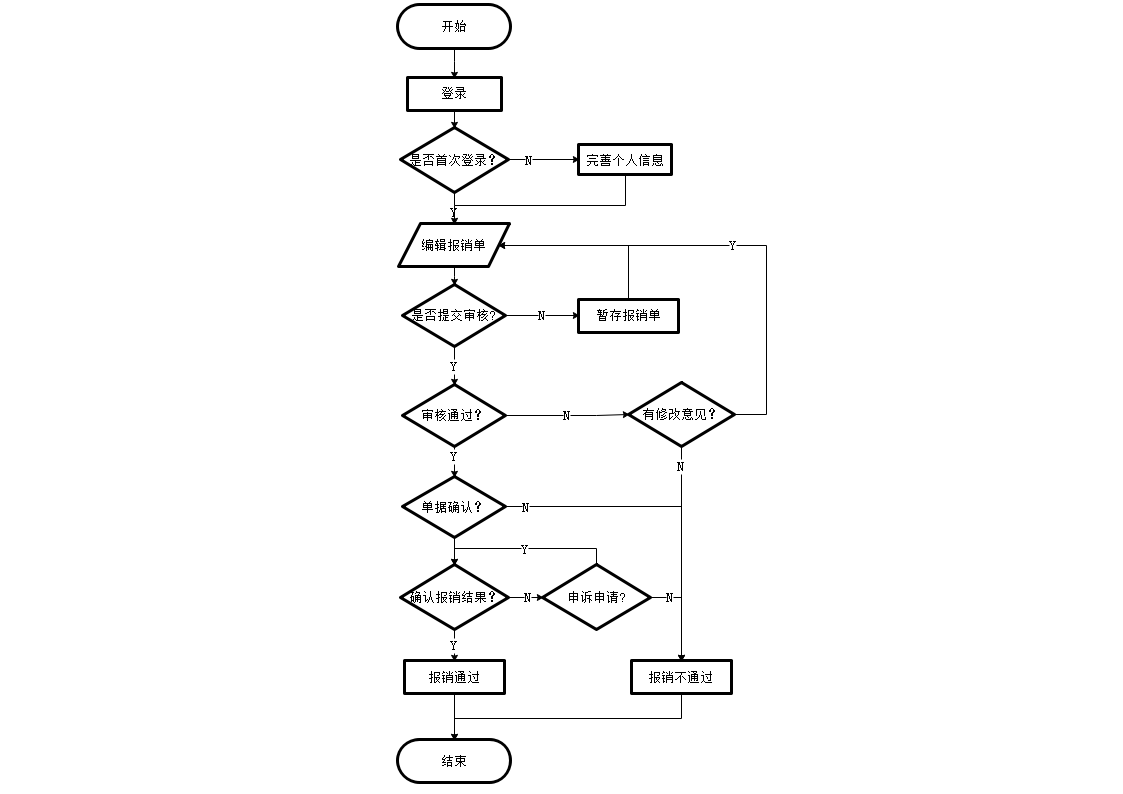 开始
登录
是否首次登录？
N
完善个人信息
Y
编辑报销单
Y
是否提交审核?
N
暂存报销单
Y
审核通过？
N
有修改意见？
Y
N
单据确认？
N
Y
确认报销结果？
N
申诉申请?
N
Y
报销通过
报销不通过
结束